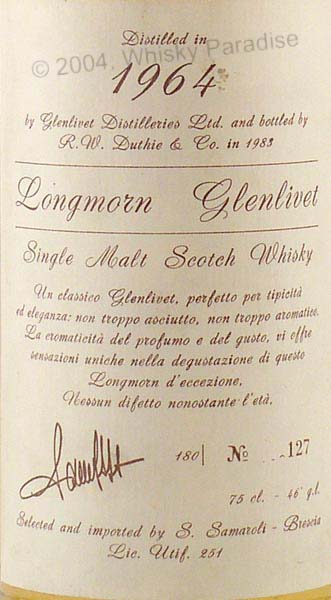 Distilled in
© 2004, Whisky Paradise
1964
by Glenlivet Distilleries Ltd. and bottled by
R.W. Duthie & Co. in 1983
Longmorn Glenlivet
Single Malt Scotch Whisky
Un classico Glenlivet, perfetto per tipicità
ed eleganza: non troppo asciutto, non troppo aromatico.
La cromaticità del profumo e del gusto, vi offre
sensazioni uniche nella degustazione di questo
Longmorn d'eccezione.
Nessun difetto nonostante l'età.
180| № ...127
75 cl. - 46 g.l.
Selected and imported by S. Samaroli - Brescia
Lic. Utif. 251